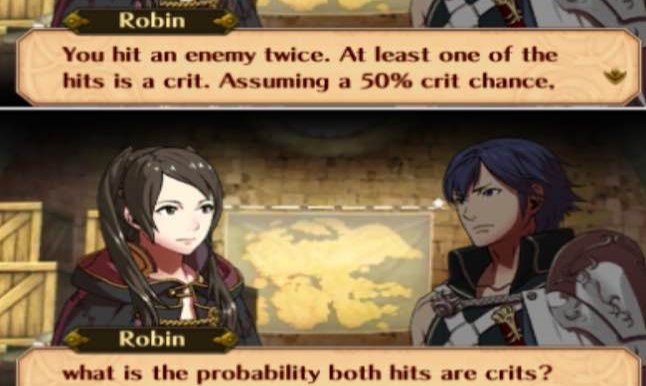 Robin
You hit an enemy twice. At least one of the
hits is a crit. Assuming a 50% crit chance,
Robin
what is the probability both hits are crits?